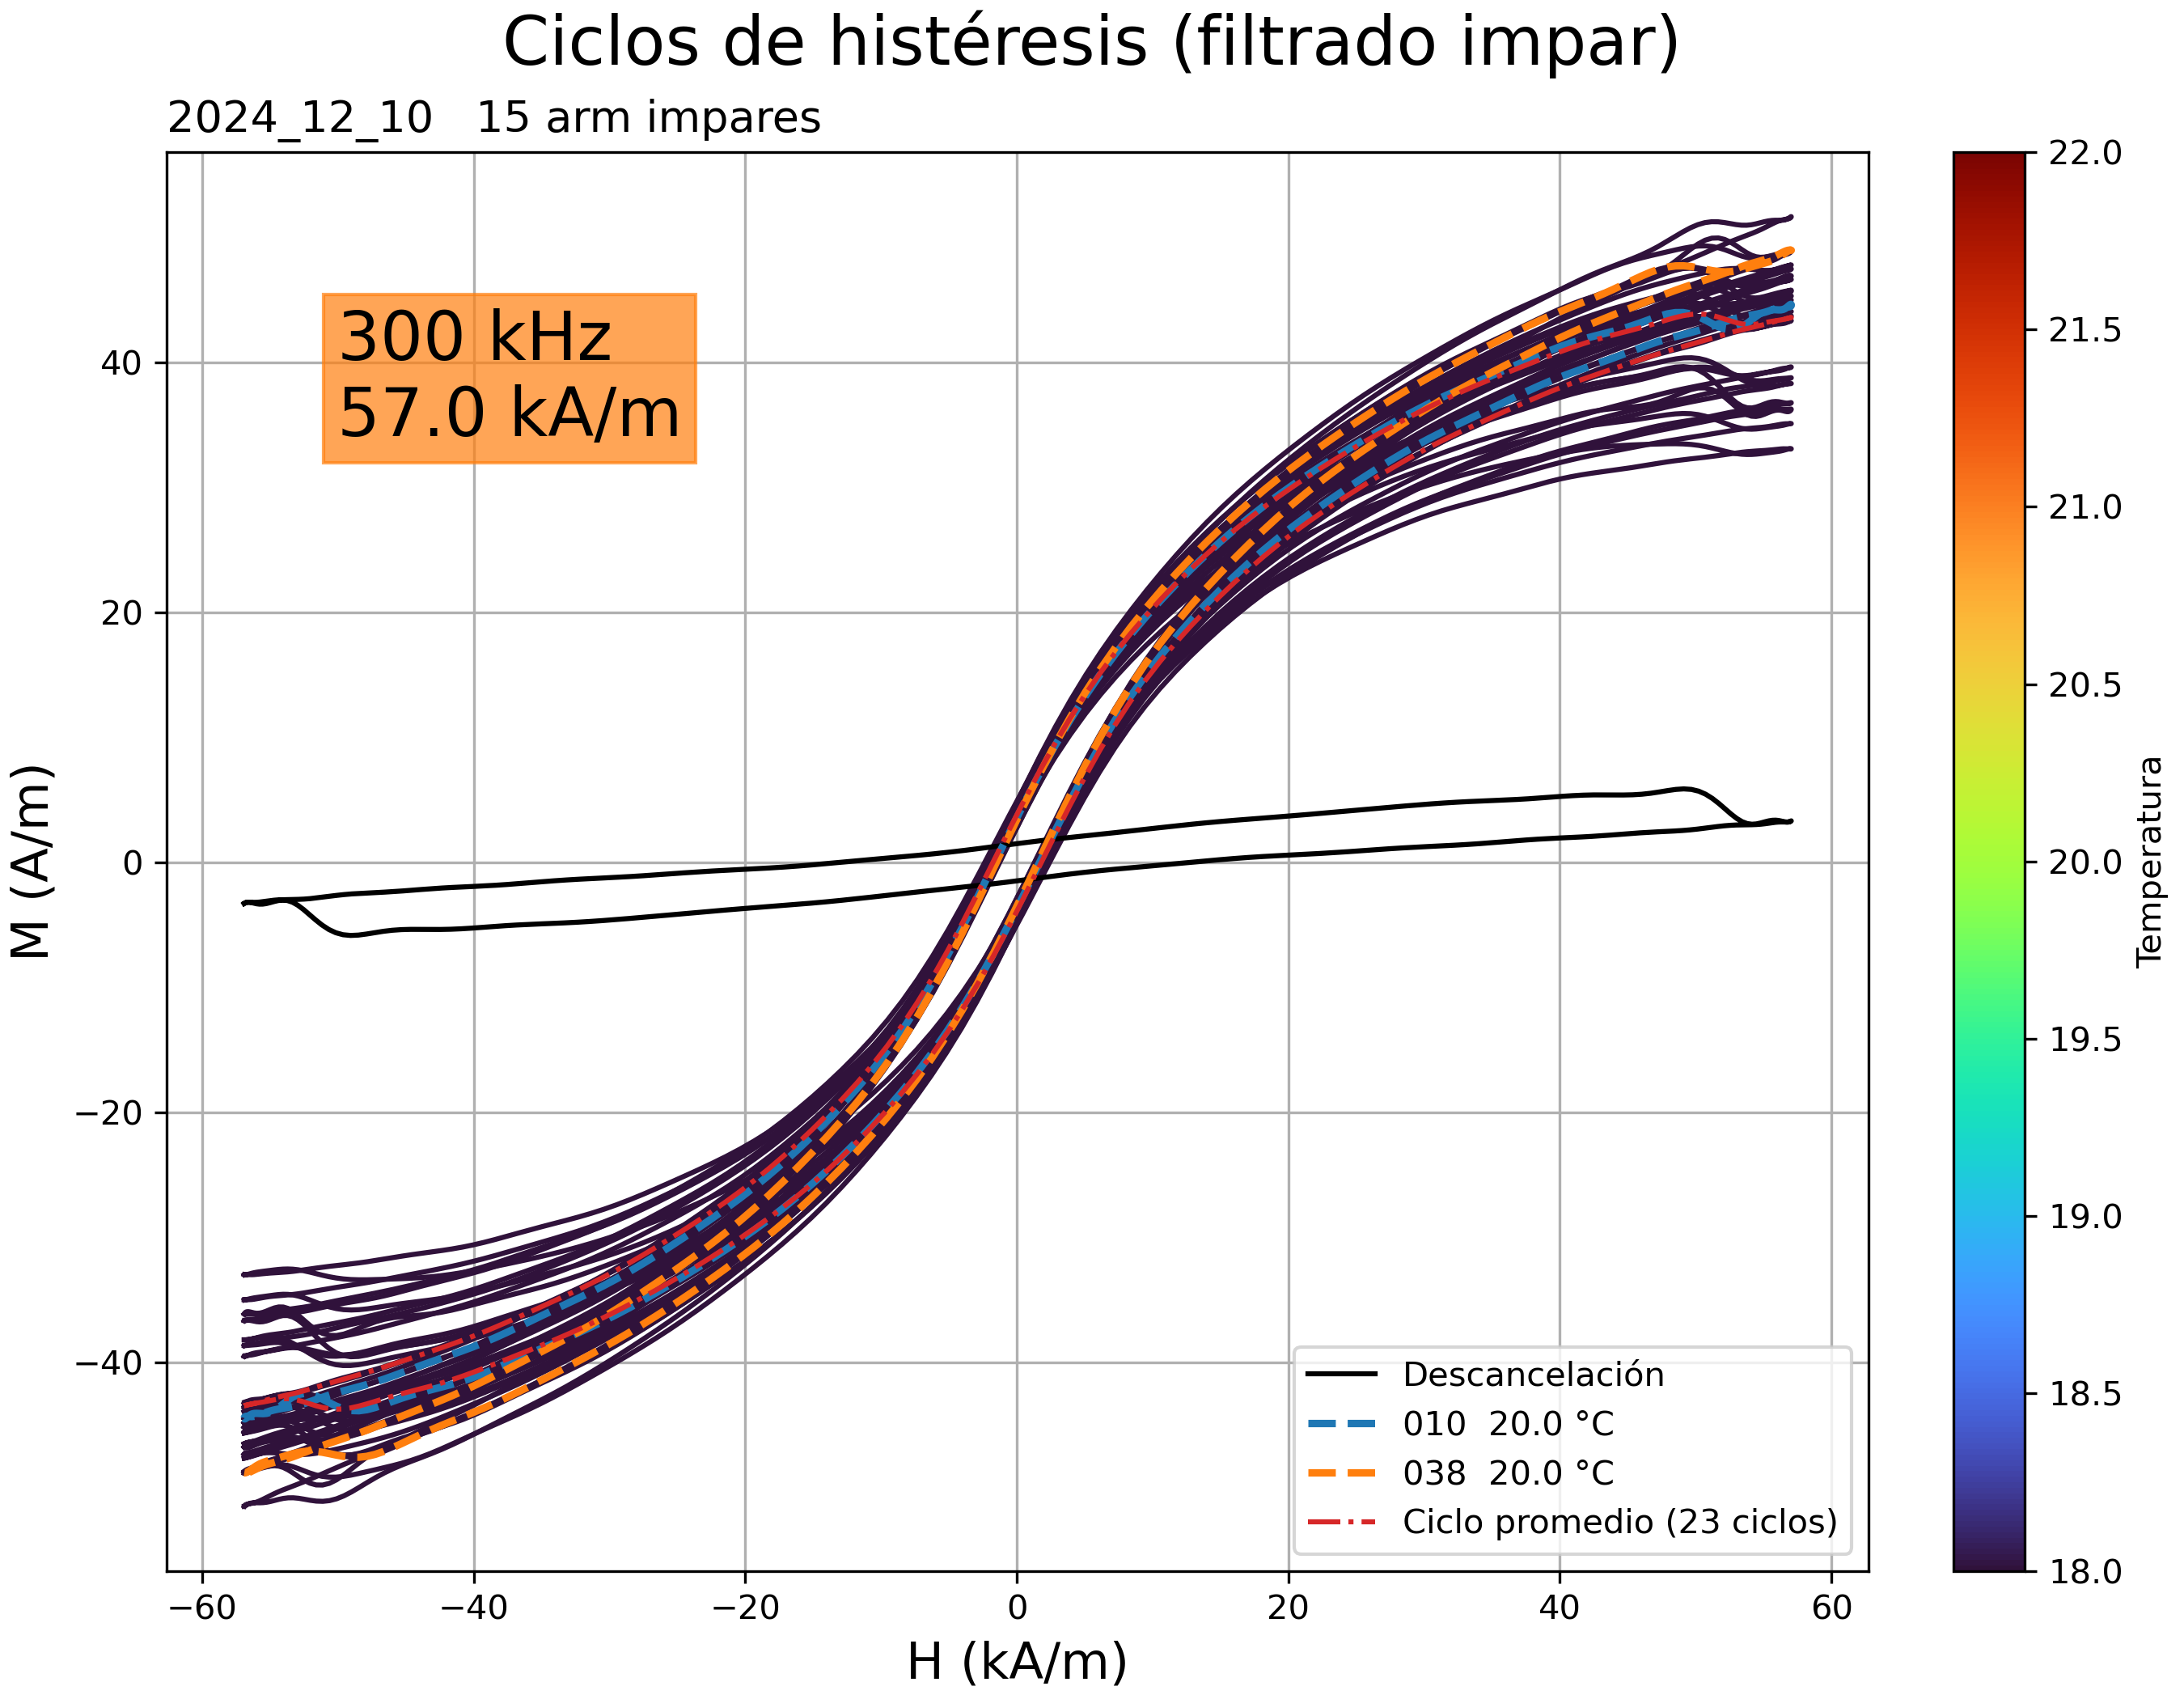 Ciclos de histéresis (filtrado impar)
2024_12_10   15 arm impares
300 kHz
57.0 kA/m
M (A/m)
40
20
0
−20
−40
−60
−40
−20
0
20
40
60
H (kA/m)
Descancelación
010  20.0 °C
038  20.0 °C
Ciclo promedio (23 ciclos)
22.0
21.5
21.0
20.5
20.0
19.5
19.0
18.5
18.0
Temperatura